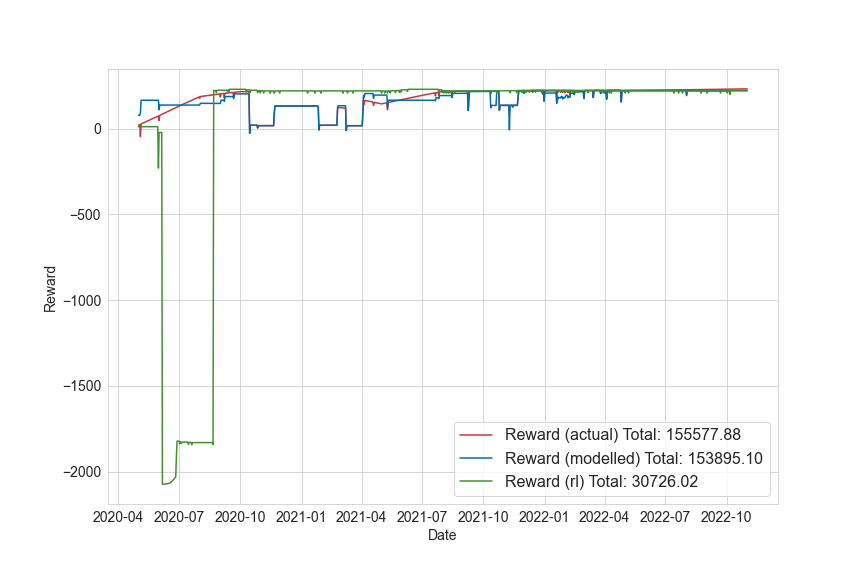 0
−500
−1000
−1500
−2000
Reward
Reward (actual) Total: 155577.88
Reward (modelled) Total: 153895.10
Reward (rl) Total: 30726.02
2020-04 2020-07 2020-10 2021-01 2021-04 2021-07 2021-10 2022-01 2022-04 2022-07 2022-10
Date